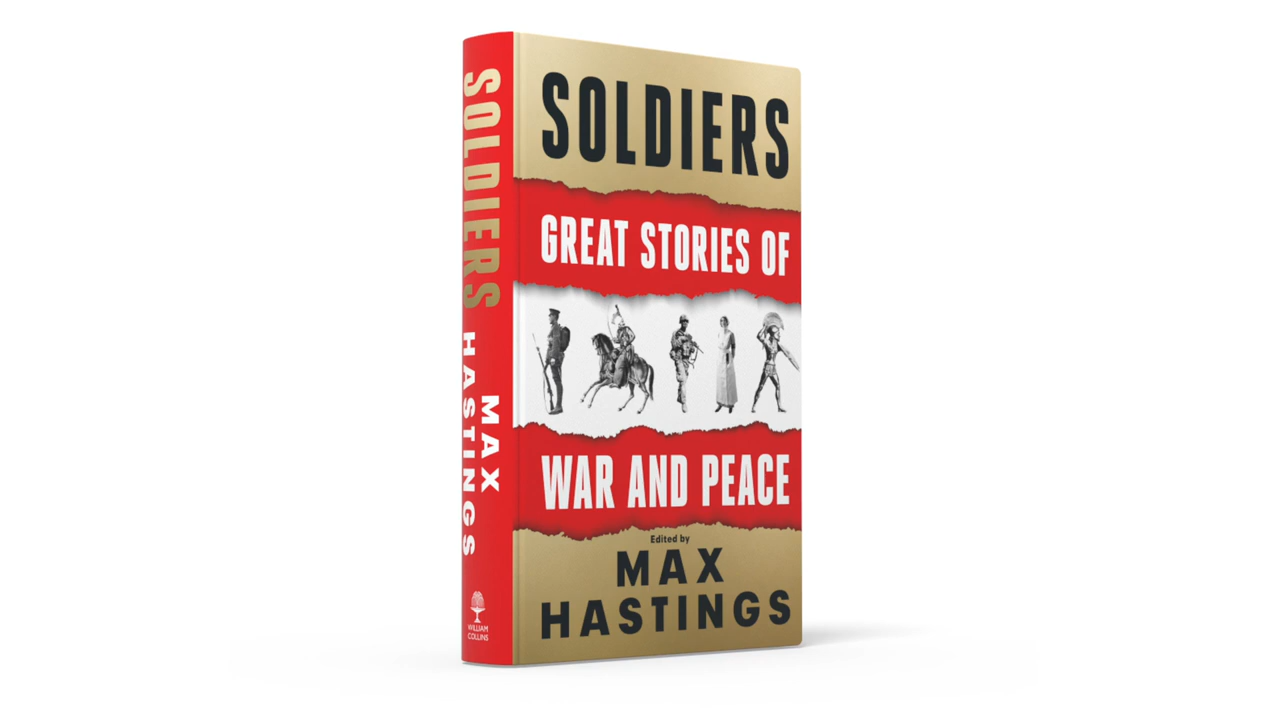 SOLDIERS
MAX
HASTINGS
WILLIAM
COLLINS
SOLDIERS
GREAT STORIES OF
WAR AND PEACE
Edited by
MAX
HASTINGS